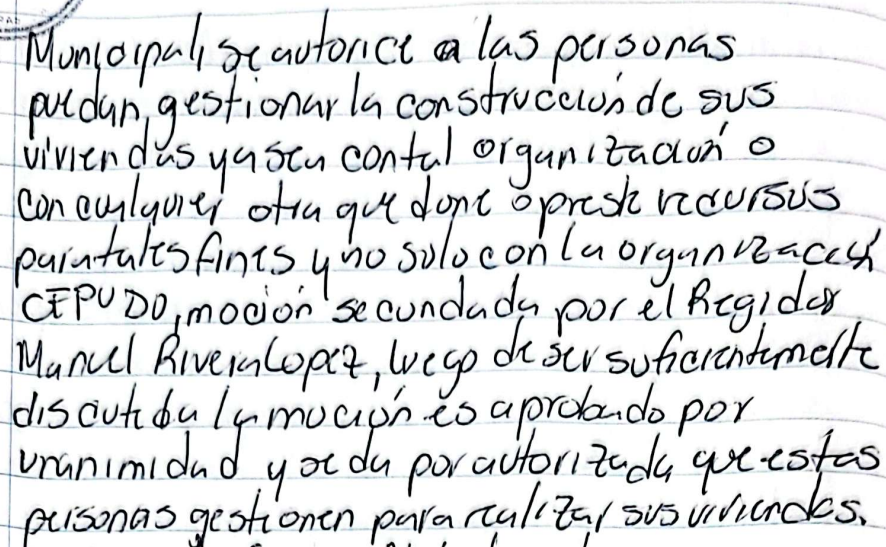 Municipal, se autorice a las personas
puedan, gestionar la construcción de sus
viviendas ya sea con tal organización o
con cualquier otra que done o preste recursos
para tales fines y no solo con la organización
CEPUDO, moción secundada por el Regidor
Manuel Rivera Lopez, luego de ser suficientemente
discutida la moción es aprobado por
unanimidad y se da por autorizada que estas
personas gestionen para realizar sus viviendas.